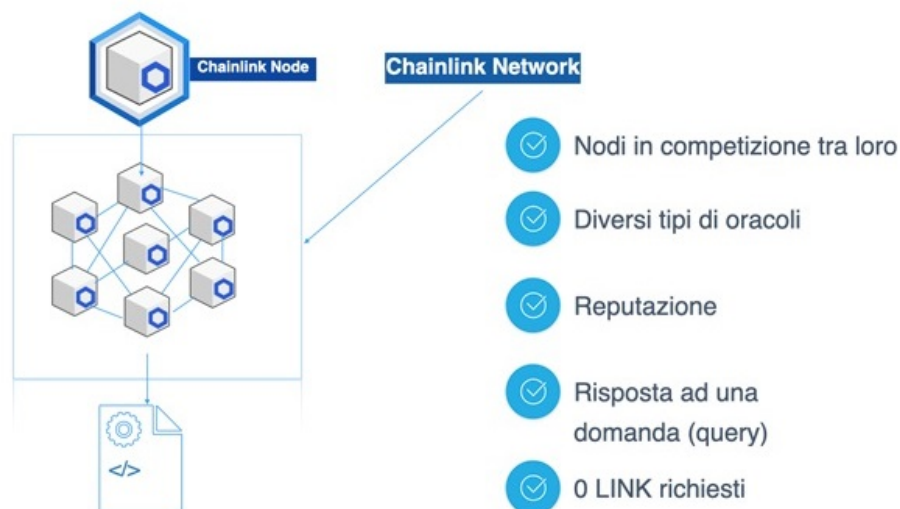 Chainlink Node
Chainlink Network
Nodi in competizione tra loro
Diversi tipi di oracoli
Reputazione
Risposta ad una
domanda (query)
0 LINK richiesti
</>